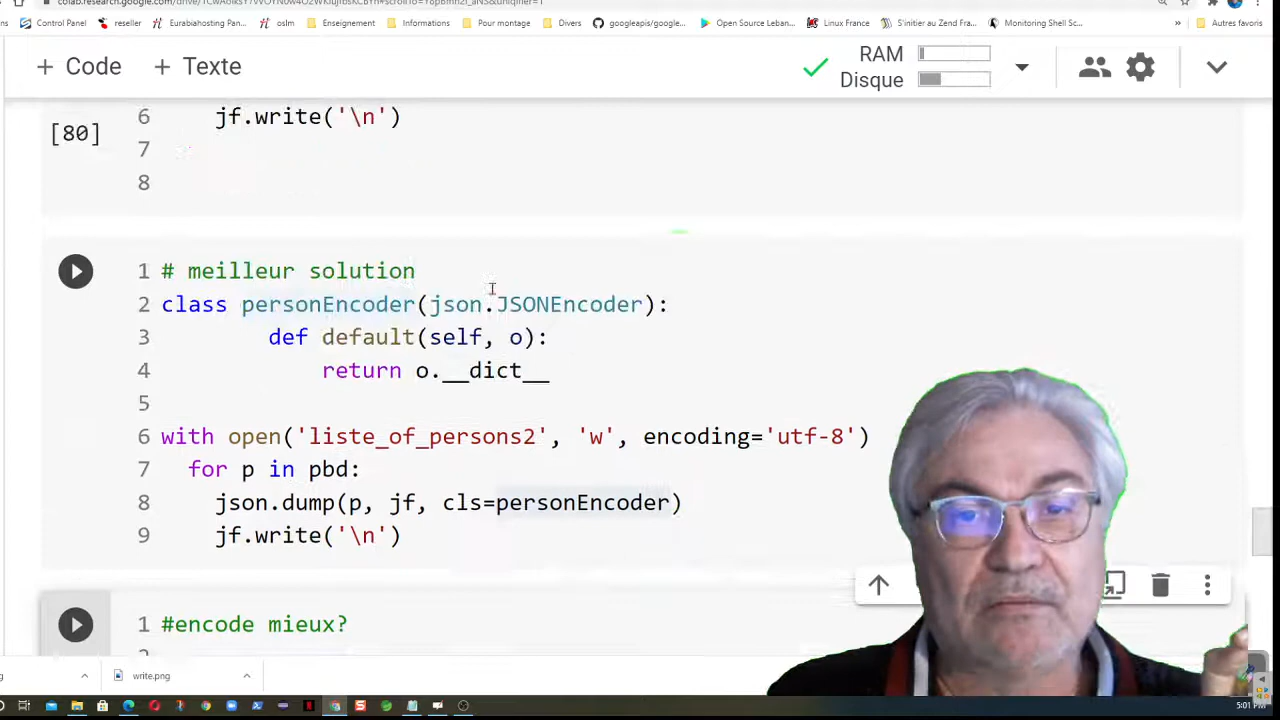 Control Panel reseller Eurabiahosting Pan... oslm Enseignement Informations Pour montage Divers googleapis/google... Open Source Leban... Linux France S'initier au Zend Fra... Monitoring Shell Sc... » Autres favoris
+ Code + Texte RAM
Disque
6 jf.write('\n')
[80]
7
8
1 # meilleur solution
2 class personEncoder(json.JSONEncoder):
3 def default(self, o):
4 return o.__dict__
5
6 with open('liste_of_persons2', 'w', encoding='utf-8')
7 for p in pbd:
8 json.dump(p, jf, cls=personEncoder)
9 jf.write('\n')
1 #encode mieux?
write.png
5:01 PM